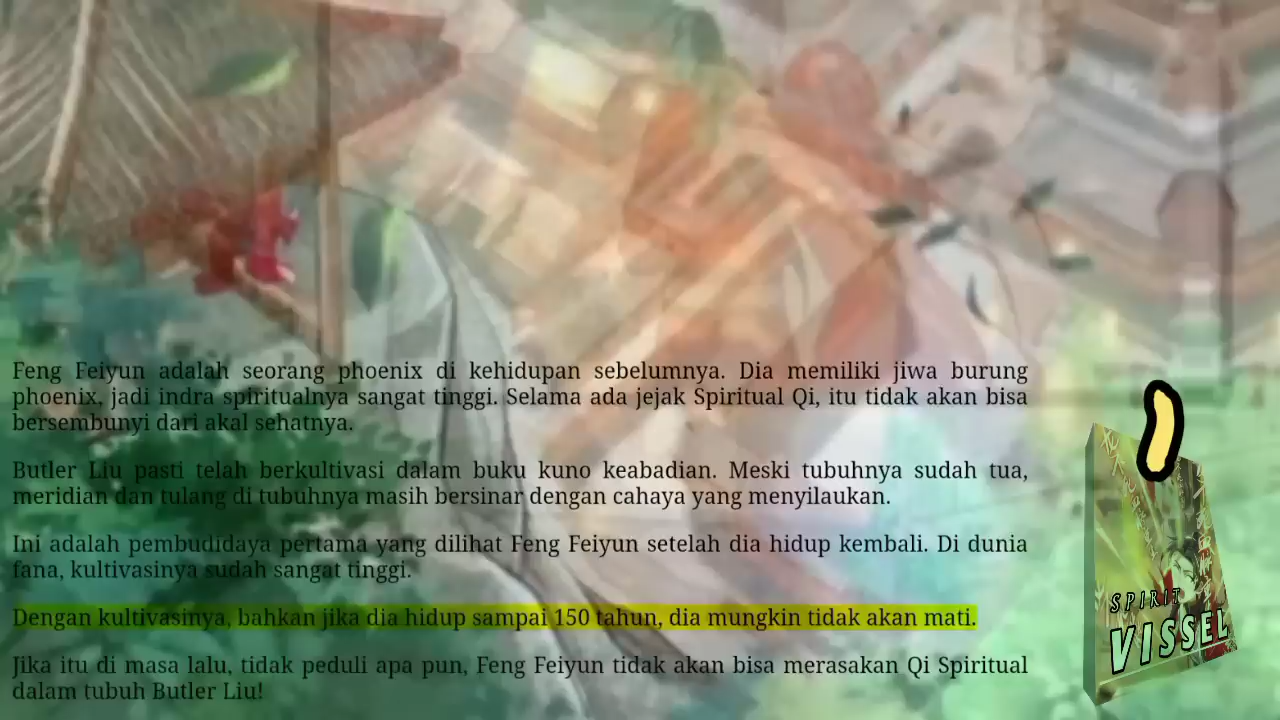 Feng Feiyun adalah seorang phoenix di kehidupan sebelumnya. Dia memiliki jiwa burung
phoenix, jadi indra spiritualnya sangat tinggi. Selama ada jejak Spiritual Qi, itu tidak akan bisa
bersembunyi dari akal sehatnya.
Butler Liu pasti telah berkultivasi dalam buku kuno keabadian. Meski tubuhnya sudah tua,
meridian dan tulang di tubuhnya masih bersinar dengan cahaya yang menyilaukan.
Ini adalah pembudidaya pertama yang dilihat Feng Feiyun setelah dia hidup kembali. Di dunia
fana, kultivasinya sudah sangat tinggi.
Dengan kultivasinya, bahkan jika dia hidup sampai 150 tahun, dia mungkin tidak akan mati.
Jika itu di masa lalu, tidak peduli apa pun, Feng Feiyun tidak akan bisa merasakan Qi Spiritual
dalam tubuh Butler Liu!
SPIRIT
VISSEL